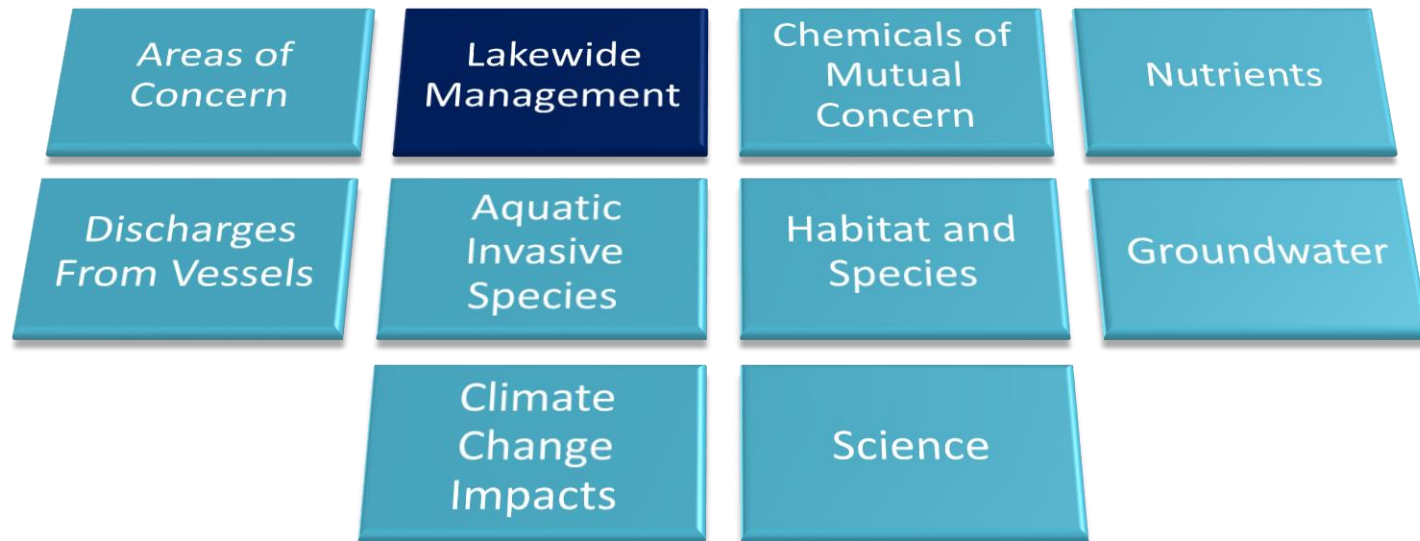 Areas of
Concern
Lakewide
Management
Chemicals of
Mutual
Concern
Nutrients
Discharges
From Vessels
Aquatic
Invasive
Species
Habitat and
Species
Groundwater
Climate
Change
Impacts
Science